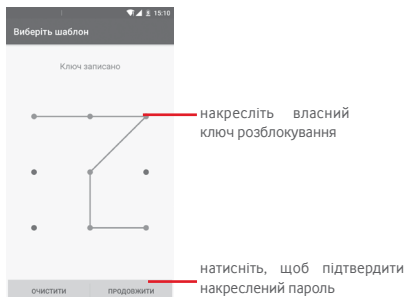 15:10
Виберіть шаблон
Ключ записано
накресліть власний
ключ розблокування
натисніть, щоб підтвердити
накреслений пароль
ОЧИСТИТИ ПРОДОВЖИТИ